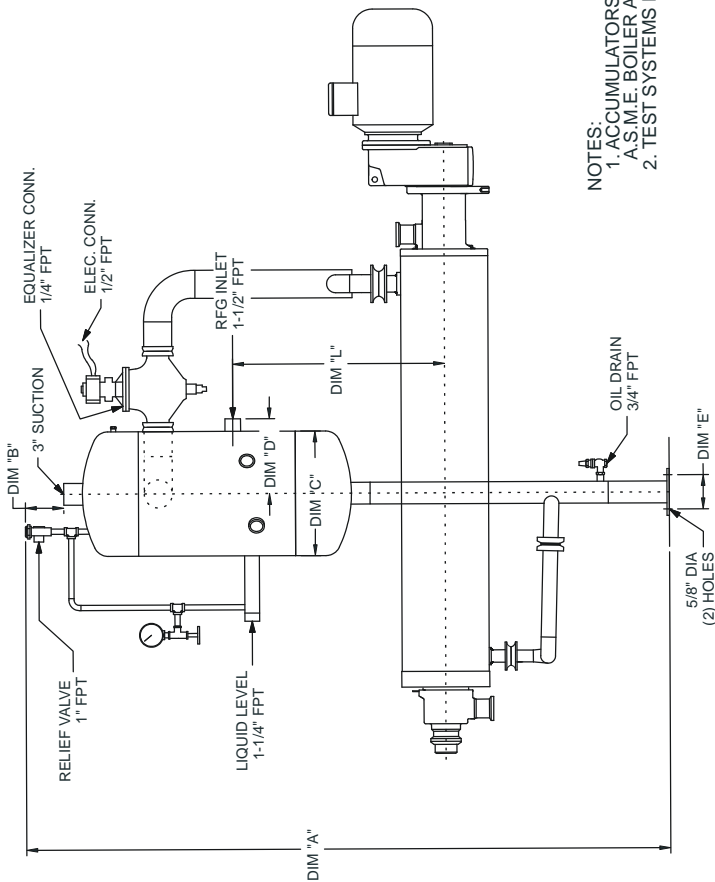 DIM "B"
3" SUCTION
EQUALIZER CONN.
1/4" FPT
ELEC. CONN.
1/2" FPT
RELIEF VALVE
1" FPT
LIQUID LEVEL
1-1/4" FPT
RFG INLET
1-1/2" FPT
DIM "L"
DIM "D"
DIM "C"
DIM "A"
OIL DRAIN
3/4" FPT
DIM "E"
5/8" DIA
(2) HOLES
NOTES:
1. ACCUMULATORS
A.S.M.E. BOILER
2. TEST SYSTEMS